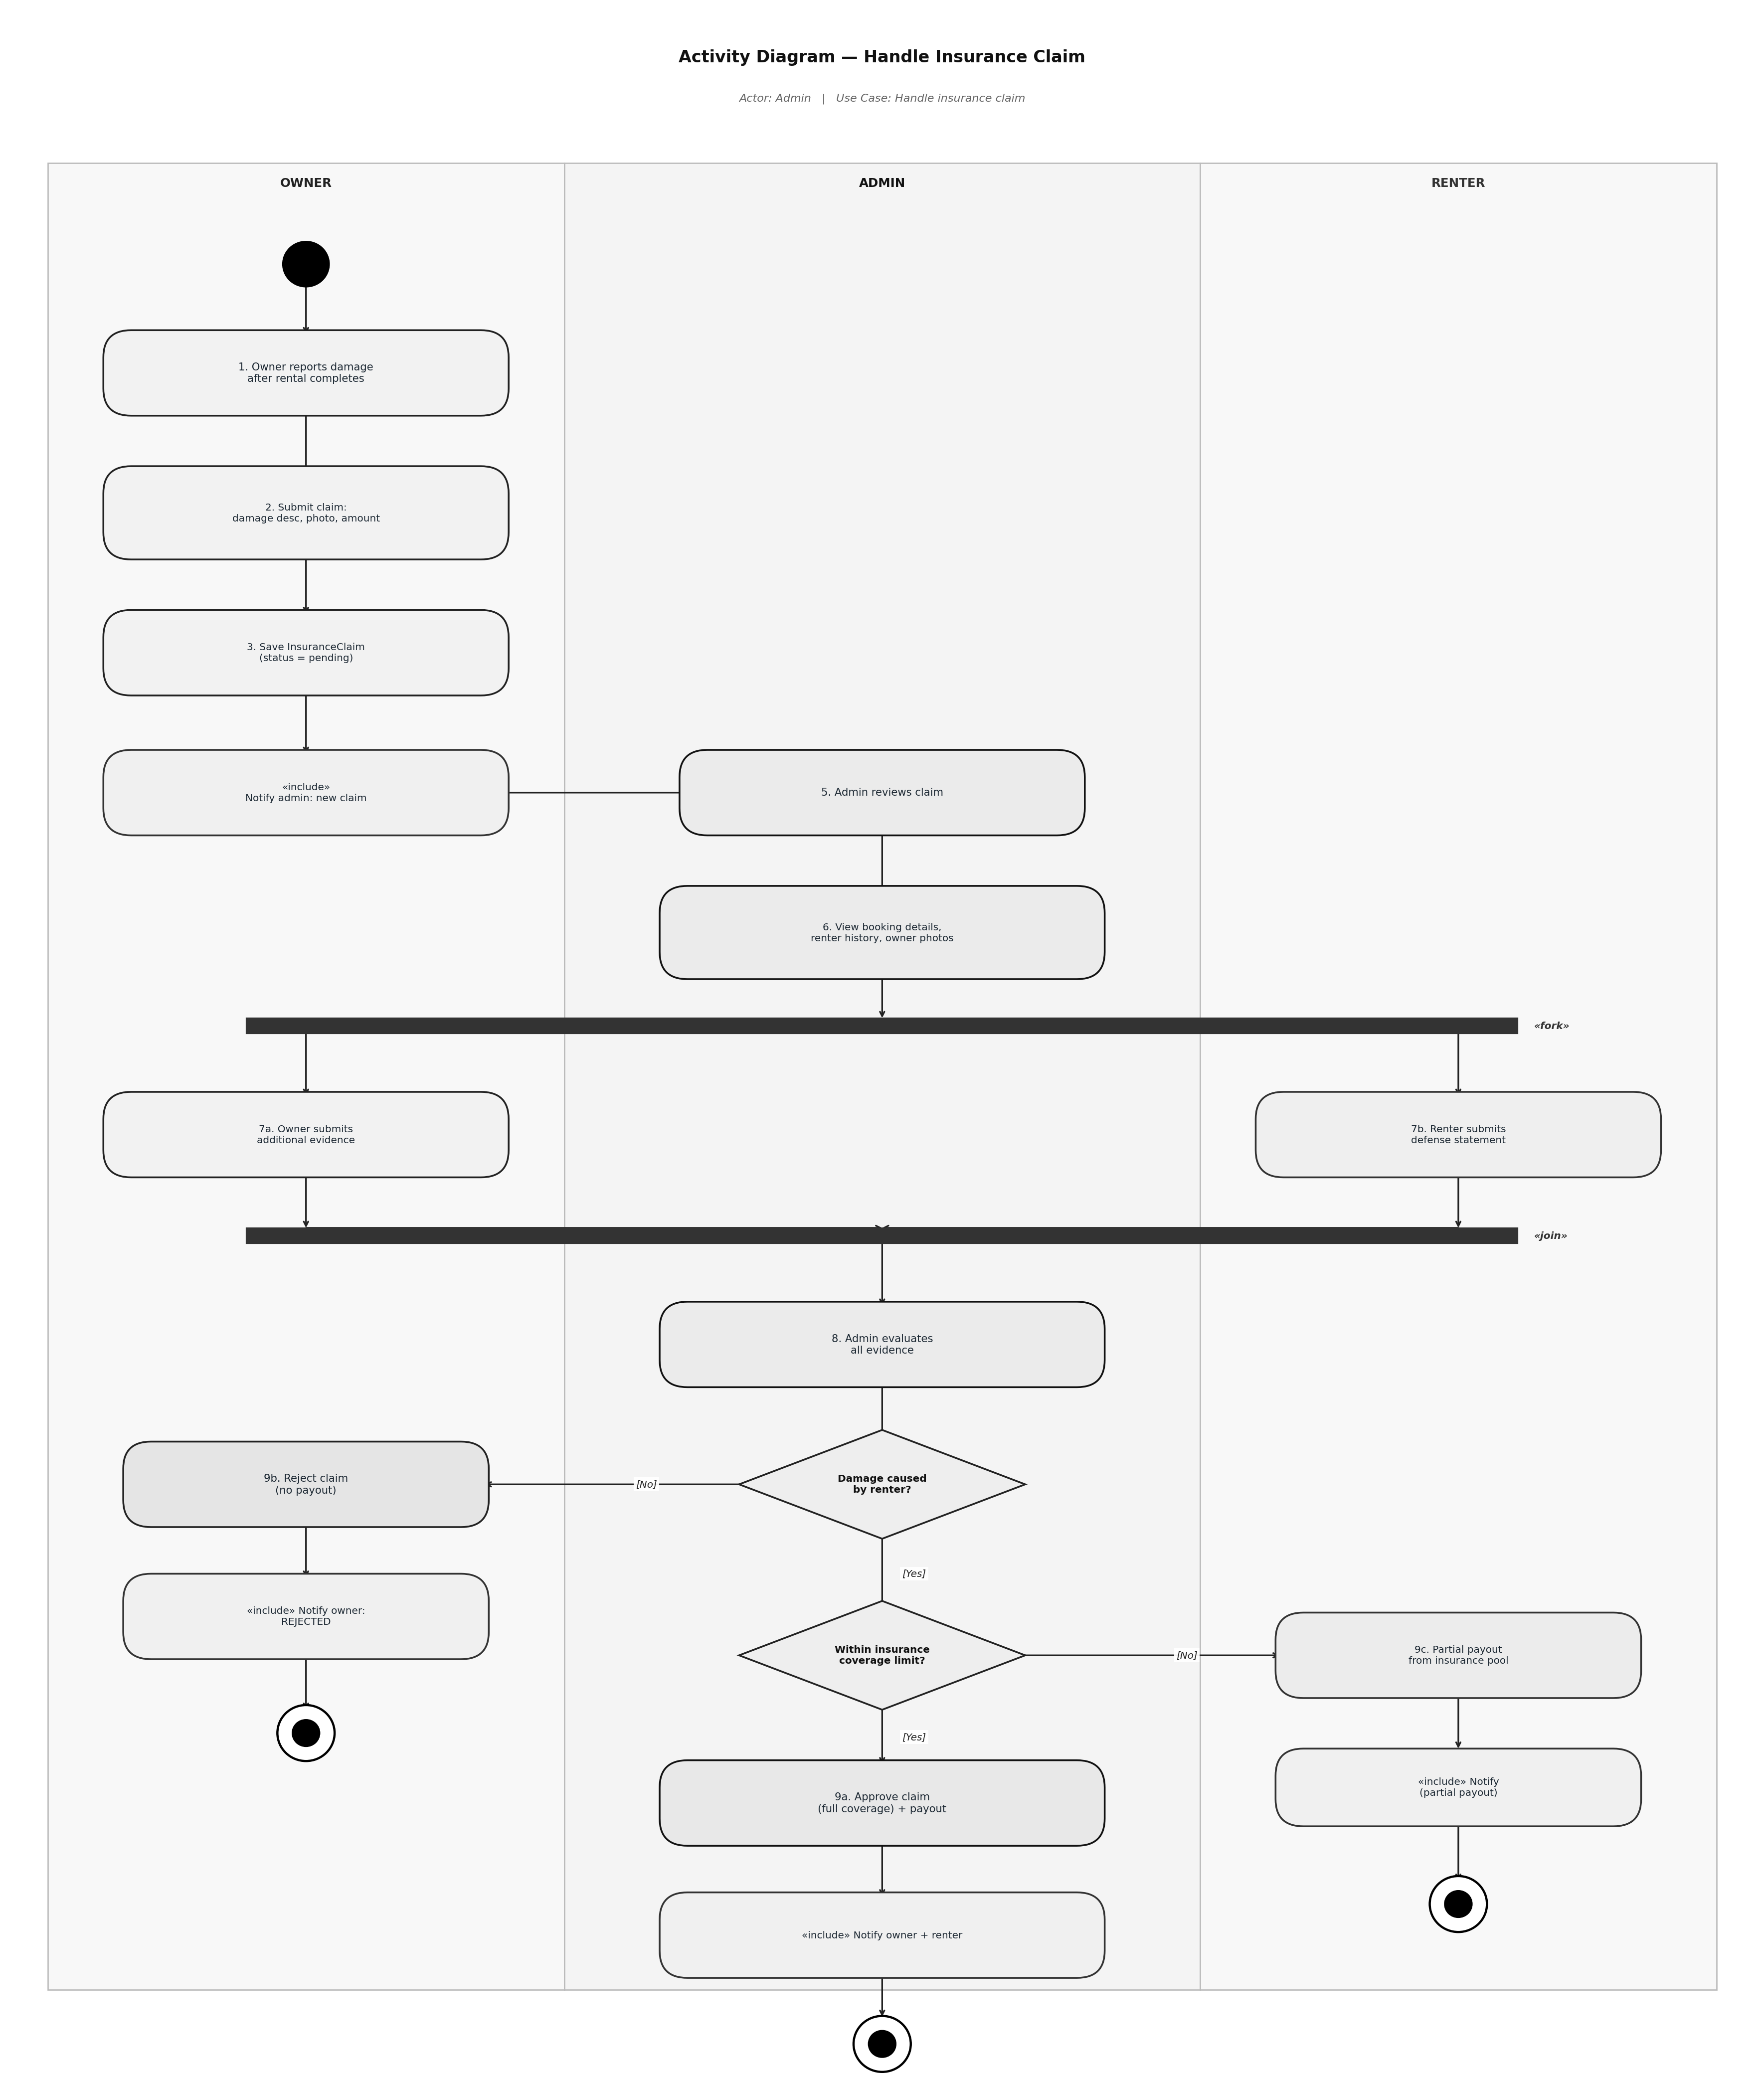 Activity Diagram — Handle Insurance Claim
Actor: Admin | Use Case: Handle insurance claim
OWNER
ADMIN
RENTER
1. Owner reports damage
after rental completes
2. Submit claim:
damage desc, photo, amount
3. Save InsuranceClaim
(status = pending)
«include»
Notify admin: new claim
5. Admin reviews claim
6. View booking details,
renter history, owner photos
«fork»
7a. Owner submits
additional evidence
7b. Renter submits
defense statement
«join»
8. Admin evaluates
all evidence
9b. Reject claim
(no payout)
[No]
Damage caused
by renter?
[Yes]
«include» Notify owner:
REJECTED
Within insurance
coverage limit?
[No]
9c. Partial payout
from insurance pool
[Yes]
9a. Approve claim
(full coverage) + payout
«include» Notify
(partial payout)
«include» Notify owner + renter